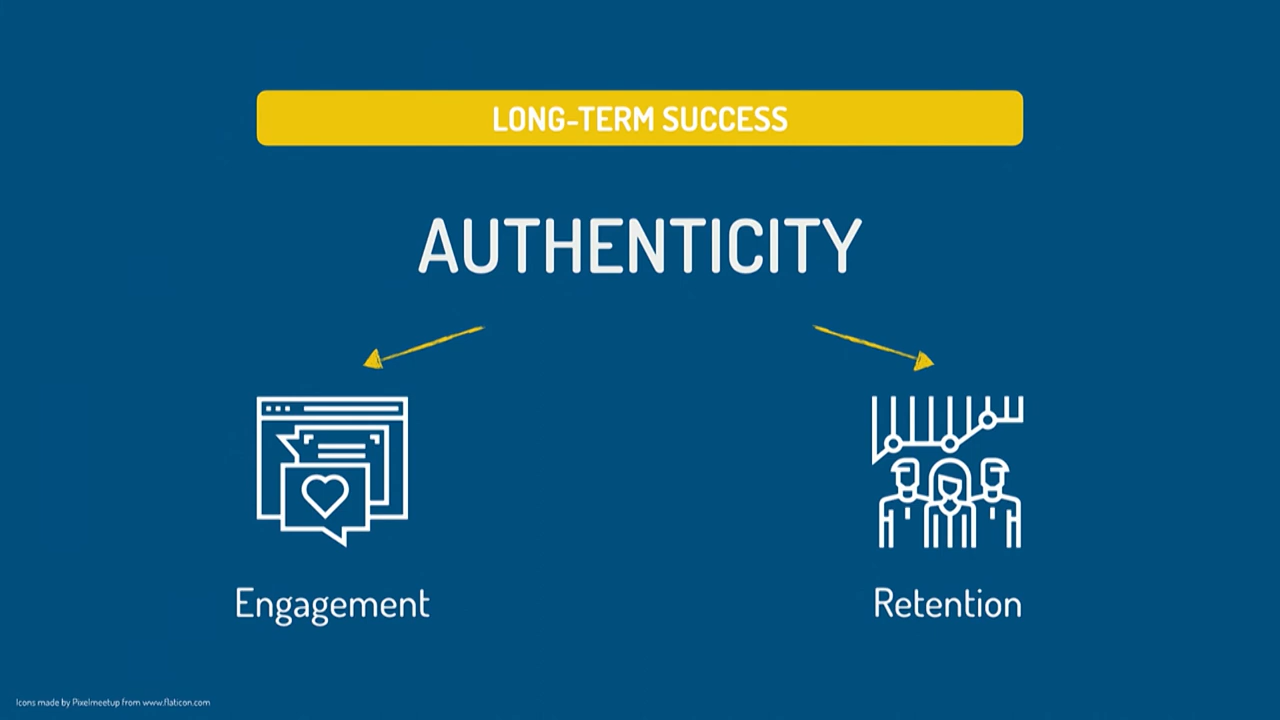 LONG-TERM SUCCESS
AUTHENTICITY
Engagement
Retention
Icons made by Pixelmeetup from www.flaticon.com